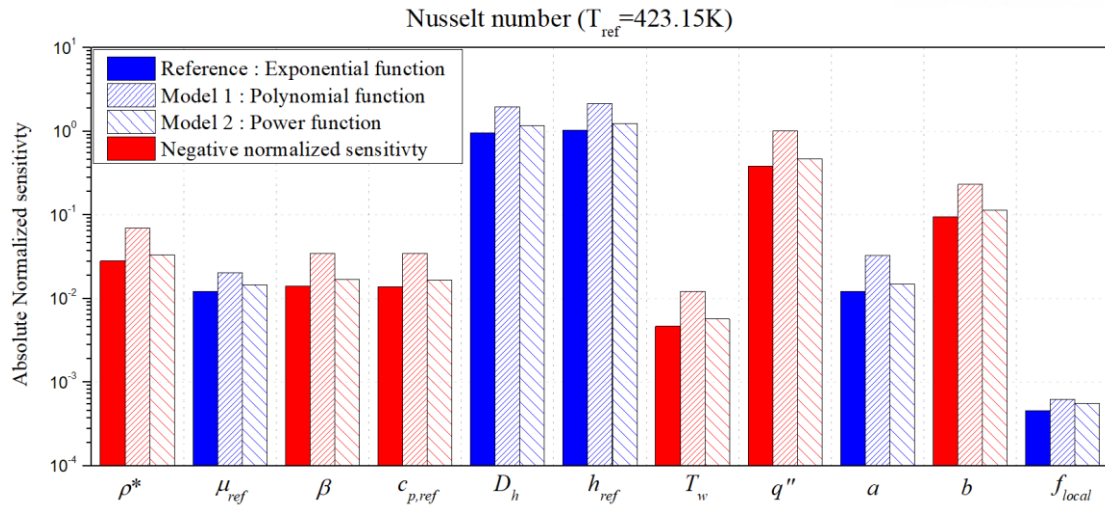 Nusselt number (T_ref=423.15K)
Reference : Exponential function
Model 1 : Polynomial function
Model 2 : Power function
Negative normalized sensitivty
Absolute Normalized sensitivty
10^1
10^0
10^-1
10^-2
10^-3
10^-4
ρ* μ_ref β c_p,ref D_h h_ref T_w q" a b f_local